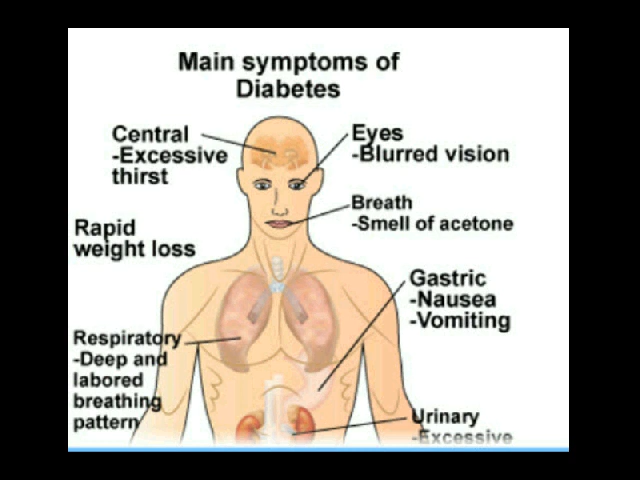 Main symptoms of
Diabetes
Central
-Excessive
thirst
Eyes
-Blurred vision
Breath
-Smell of acetone
Rapid
weight loss
Gastric
-Nausea
-Vomiting
Respiratory
-Deep and
labored
breathing
pattern
Urinary
-Excessive